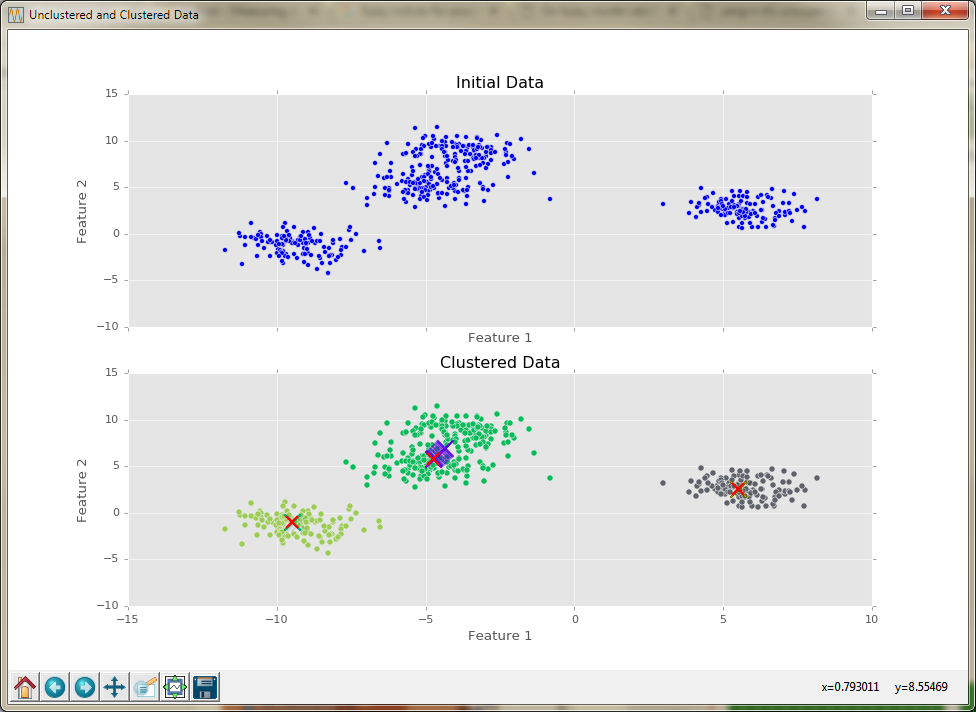 Unclustered and Clustered Data
Initial Data
15
10
5
0
−5
−10
Feature 2
Feature 1
Clustered Data
15
10
5
0
−5
−10
Feature 2
−15 −10 −5 0 5 10
Feature 1
x=0.793011 y=8.55469